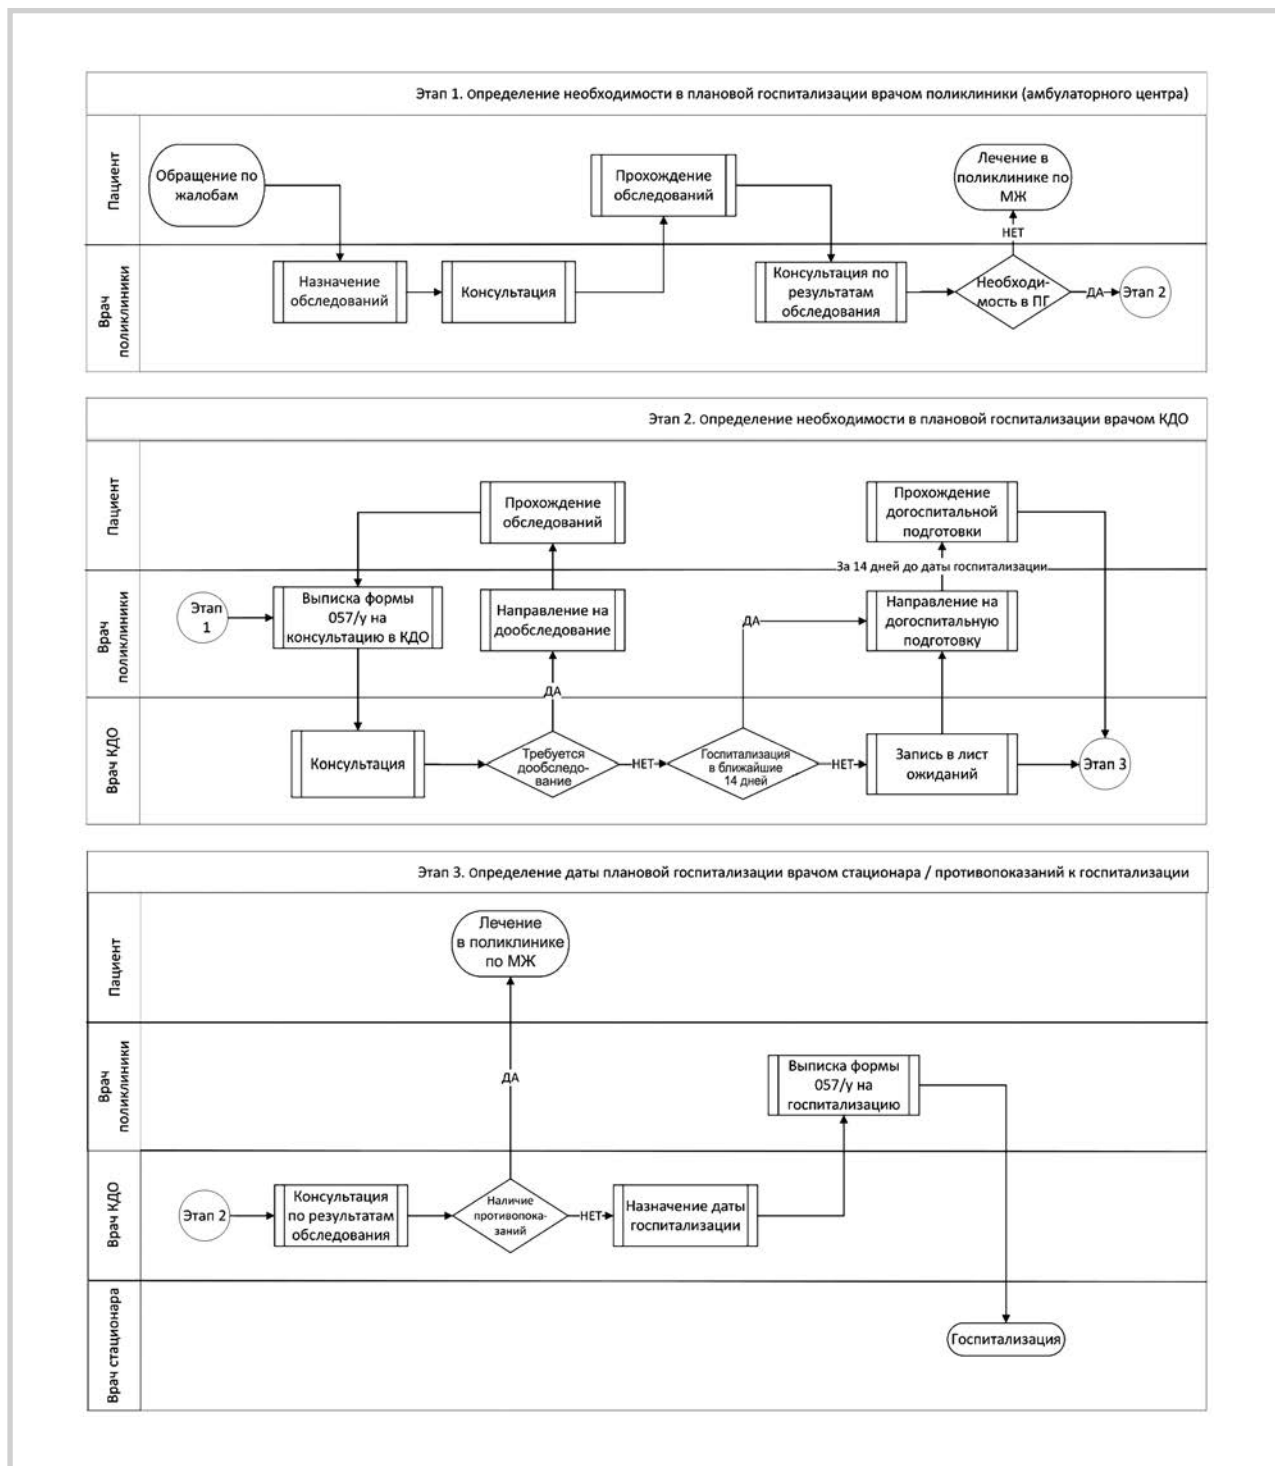 Этап 1. Определение необходимости в плановой госпитализации врачом поликлиники (амбулаторного центра)
Пациент
Обращение по
жалобам
Прохождение
обследований
Лечение в
поликлинике по
МЖ
НЕТ
Врач
поликлиники
Назначение
обследований
Консультация
Консультация по
результатам
обследования
Необходи-
мость в ПГ
ДА
Этап 2
Этап 2. Определение необходимости в плановой госпитализации врачом КДО
Пациент
Прохождение
обследований
Прохождение
догоспитальной
подготовки
За 14 дней до даты госпитализации
Врач
поликлиники
Этап
1
Выписка формы
057/у на
консультацию в КДО
Направление на
дообследование
ДА
Направление на
догоспитальную
подготовку
ДА
Врач КДО
Консультация
Требуется
дообследо-
вание
НЕТ
Госпитализация
в ближайшие
14 дней
НЕТ
Запись в лист
ожиданий
Этап 3
Этап 3. Определение даты плановой госпитализации врачом стационара / противопоказаний к госпитализации
Пациент
Лечение
в поликлинике
по МЖ
Врач
поликлиники
ДА
Выписка формы
057/у на
госпитализацию
Врач КДО
Этап 2
Консультация
по результатам
обследования
Наличие
противопока-
заний
НЕТ
Назначение даты
госпитализации
Врач стационара
Госпитализация